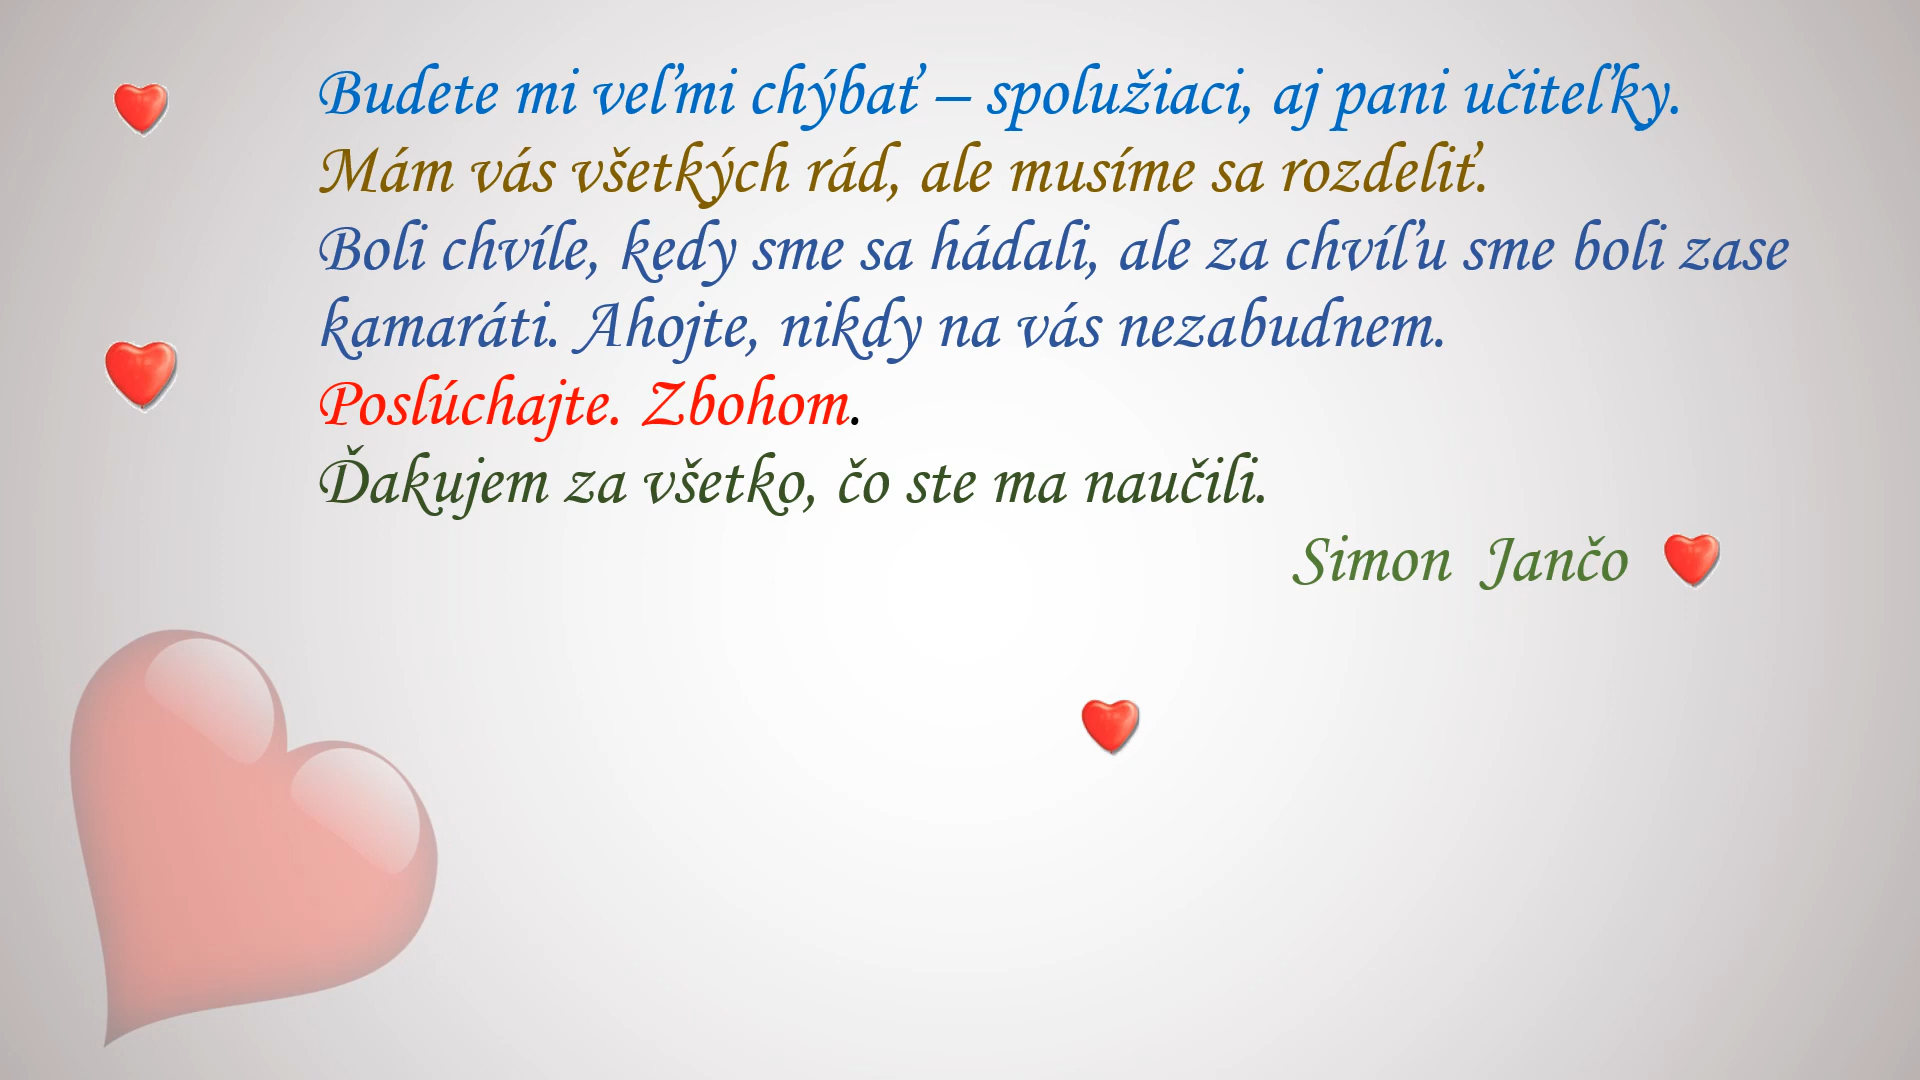 Budete mi veľmi chýbať – spolužiaci, aj pani učiteľky.
Mám vás všetkých rád, ale musíme sa rozdeliť.
Boli chvíle, kedy sme sa hádali, ale za chvíľu sme boli zase
kamaráti. Ahojte, nikdy na vás nezabudnem.
Poslúchajte. Zbohom.
Ďakujem za všetko, čo ste ma naučili.
Simon Jančo